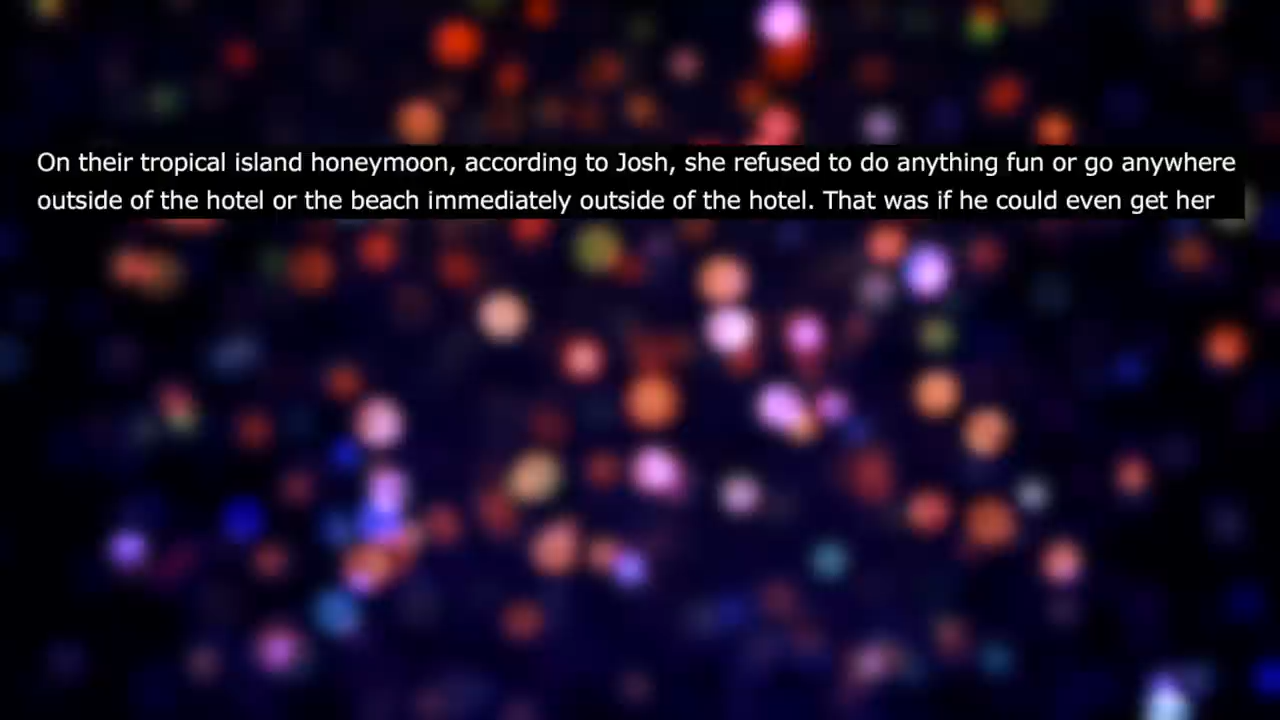 On their tropical island honeymoon, according to Josh, she refused to do anything fun or go anywhere
outside of the hotel or the beach immediately outside of the hotel. That was if he could even get her